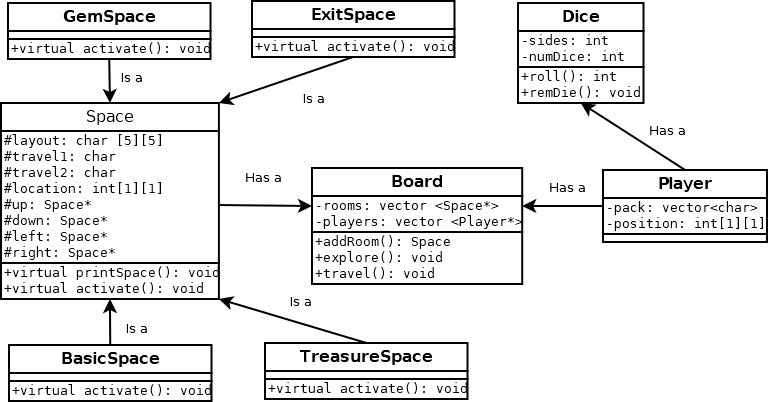 GemSpace
+virtual activate(): void
ExitSpace
+virtual activate(): void
Dice
-sides: int
-numDice: int
+roll(): int
+remDie(): void
Is a
Is a
Space
#layout: char [5][5]
#travel1: char
#travel2: char
#location: int[1][1]
#up: Space*
#down: Space*
#left: Space*
#right: Space*
+virtual printSpace(): void
+virtual activate(): void
Has a
Board
-rooms: vector <Space*>
-players: vector <Player*>
+addRoom(): Space
+explore(): void
+travel(): void
Has a
Has a
Player
-pack: vector<char>
-position: int[1][1]
Is a
Is a
BasicSpace
+virtual activate(): void
TreasureSpace
+virtual activate(): void